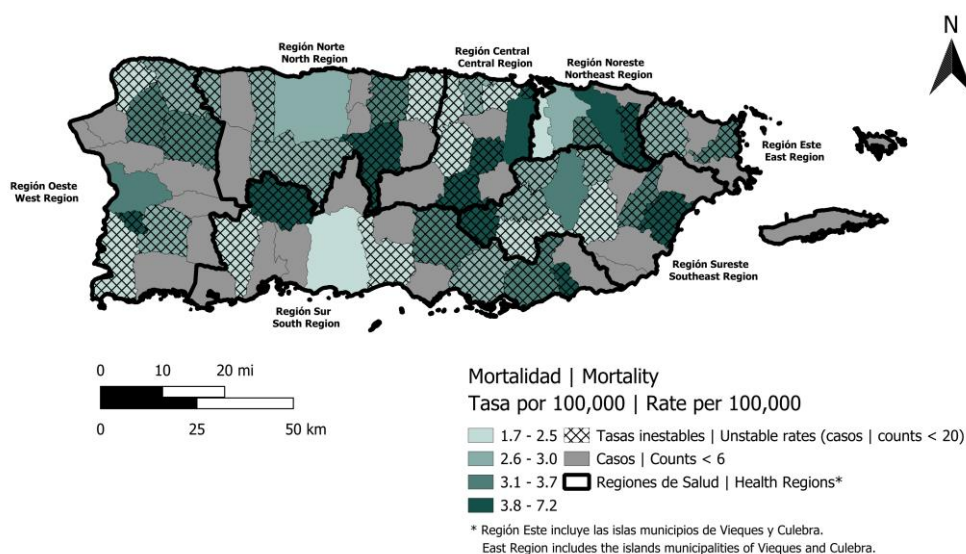 N
Región Norte
North Region
Región Central
Central Region
Región Noreste
Northeast Region
Región Este
East Region
Región Oeste
West Region
Región Sureste
Southeast Region
Región Sur
South Region
0 10 20 mi
0 25 50 km
Mortalidad | Mortality
Tasa por 100,000 | Rate per 100,000
1.7 - 2.5 Tasas inestables | Unstable rates (casos | counts < 20)
2.6 - 3.0 Casos | Counts < 6
3.1 - 3.7 Regiones de Salud | Health Regions*
3.8 - 7.2
* Región Este incluye las islas municipios de Vieques y Culebra.
East Region includes the islands municipalities of Vieques and Culebra.